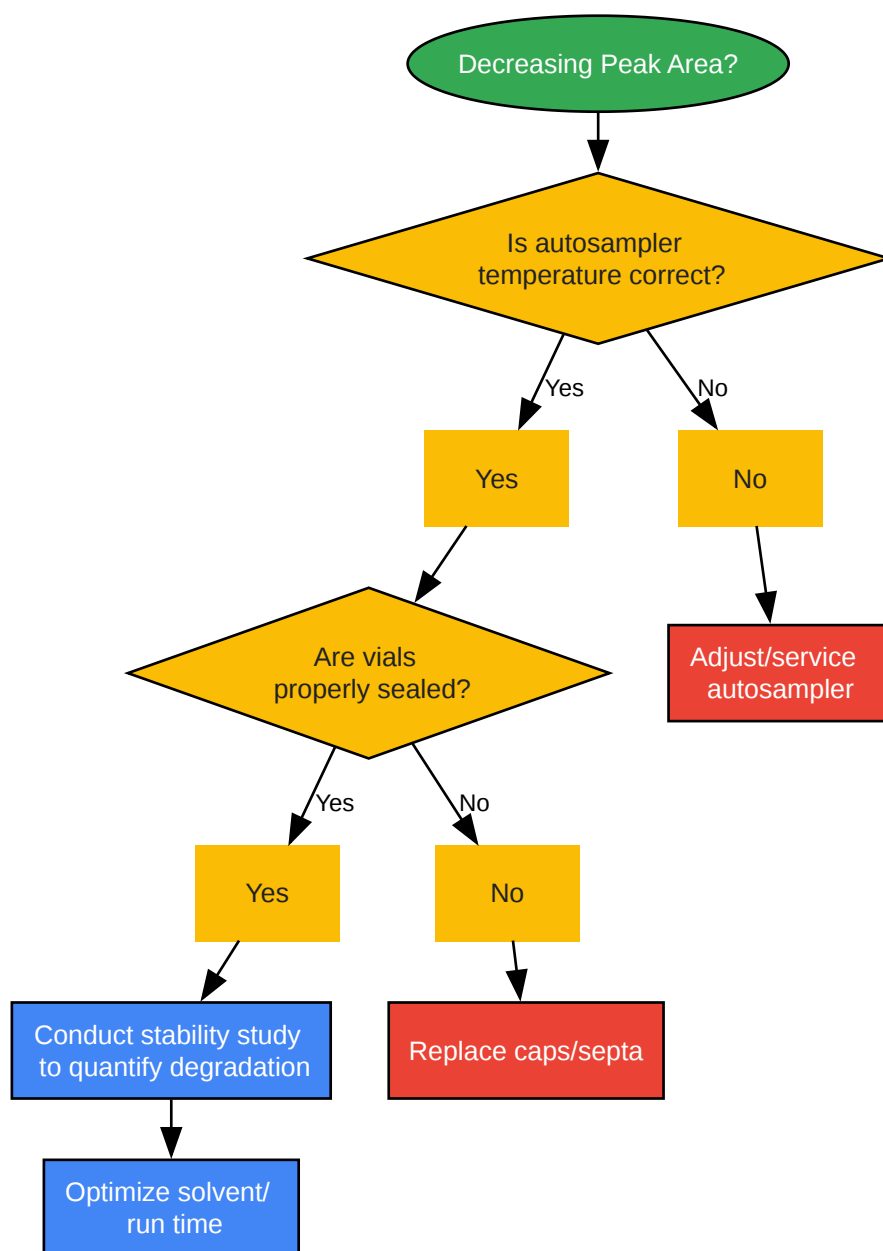 Decreasing Peak Area?
Is autosampler
temperature correct?
Yes
No
Yes
No
Are vials
properly sealed?
Adjust/service
autosampler
Yes
No
Yes
No
Conduct stability study
to quantify degradation
Replace caps/septa
Optimize solvent/
run time